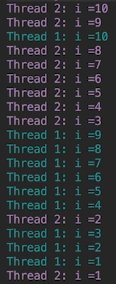 Thread 2: i =10
Thread 2: i =9
Thread 1: i =10
Thread 2: i =8
Thread 2: i =7
Thread 2: i =6
Thread 2: i =5
Thread 2: i =4
Thread 2: i =3
Thread 1: i =9
Thread 1: i =8
Thread 1: i =7
Thread 1: i =6
Thread 1: i =5
Thread 1: i =4
Thread 2: i =2
Thread 1: i =3
Thread 1: i =2
Thread 1: i =1
Thread 2: i =1